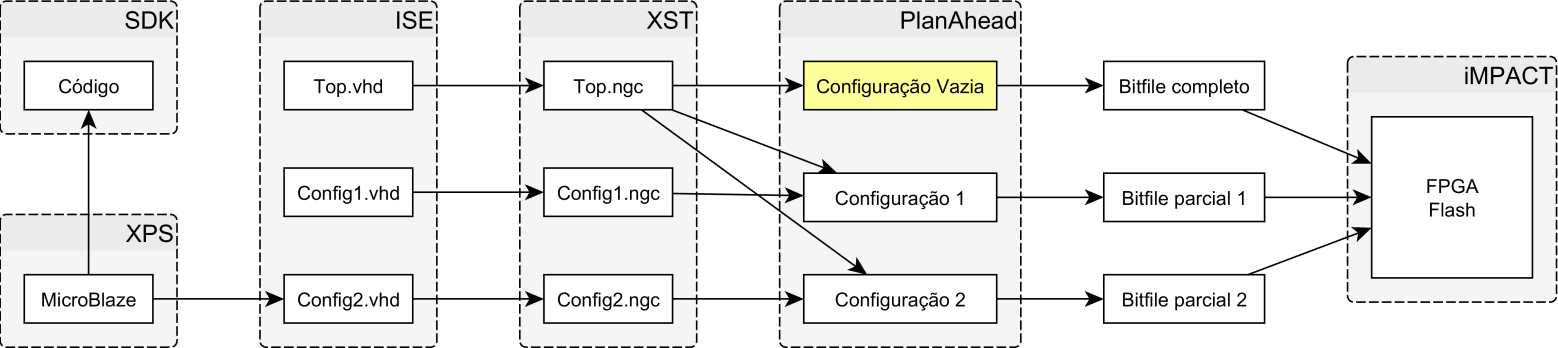 SDK
Código
XPS
MicroBlaze
ISE
Top.vhd
Config1.vhd
Config2.vhd
XST
Top.ngc
Config1.ngc
Config2.ngc
PlanAhead
Configuração Vazia
Configuração 1
Configuração 2
Bitfile completo
Bitfile parcial 1
Bitfile parcial 2
iMPACT
FPGA
Flash